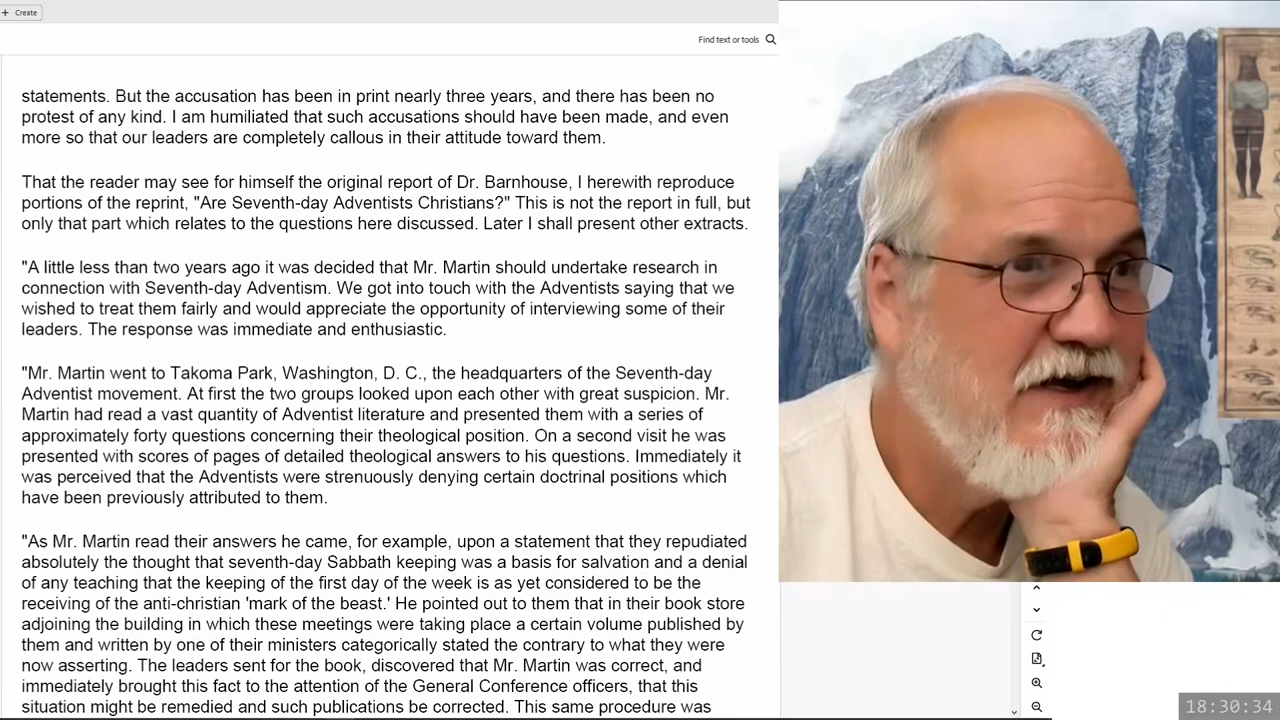 + Create
Find text or tools
statements. But the accusation has been in print nearly three years, and there has been no
protest of any kind. I am humiliated that such accusations should have been made, and even
more so that our leaders are completely callous in their attitude toward them.
That the reader may see for himself the original report of Dr. Barnhouse, I herewith reproduce
portions of the reprint, "Are Seventh-day Adventists Christians?" This is not the report in full, but
only that part which relates to the questions here discussed. Later I shall present other extracts.
"A little less than two years ago it was decided that Mr. Martin should undertake research in
connection with Seventh-day Adventism. We got into touch with the Adventists saying that we
wished to treat them fairly and would appreciate the opportunity of interviewing some of their
leaders. The response was immediate and enthusiastic.
"Mr. Martin went to Takoma Park, Washington, D. C., the headquarters of the Seventh-day
Adventist movement. At first the two groups looked upon each other with great suspicion. Mr.
Martin had read a vast quantity of Adventist literature and presented them with a series of
approximately forty questions concerning their theological position. On a second visit he was
presented with scores of pages of detailed theological answers to his questions. Immediately it
was perceived that the Adventists were strenuously denying certain doctrinal positions which
have been previously attributed to them.
"As Mr. Martin read their answers he came, for example, upon a statement that they repudiated
absolutely the thought that seventh-day Sabbath keeping was a basis for salvation and a denial
of any teaching that the keeping of the first day of the week is as yet considered to be the
receiving of the anti-christian 'mark of the beast.' He pointed out to them that in their book store
adjoining the building in which these meetings were taking place a certain volume published by
them and written by one of their ministers categorically stated the contrary to what they were
now asserting. The leaders sent for the book, discovered that Mr. Martin was correct, and
immediately brought this fact to the attention of the General Conference officers, that this
situation might be remedied and such publications be corrected. This same procedure was
18:30:34